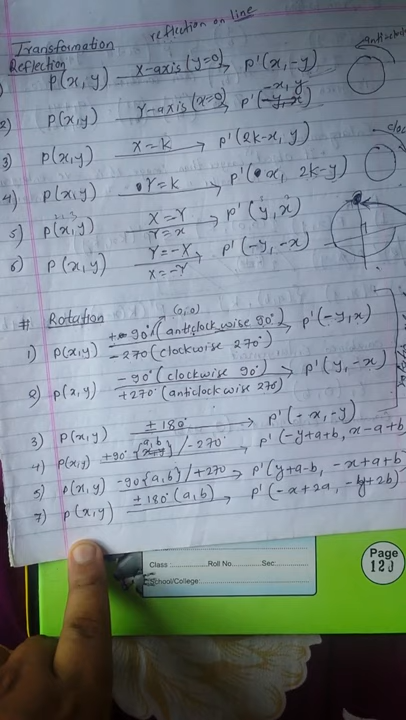 reflection on line
Transformation
Reflection
P(x,y) X-axis (y=0) → P'(x,-y)
2) P(x,y) Y-axis (x=0) → P'(-x, y)
3) P(x,y) X=k → P'(2k-x, y)
4) P(x,y) Y=k → P'(x, 2k-y)
5) P(x,y) X=Y Y=x → P'(y,x)
6) P(x,y) Y=-X X=-Y → P'(-y,-x)
# Rotation (0,0)
1) P(x,y) +90°(anticlockwise 90°) -270(clockwise 270°) → P'(-y,x)
2) P(x,y) -90°(clockwise 90°) +270°(anticlockwise 270°) → P'(y,-x)
3) P(x,y) ±180° → P'(-x,-y)
4) P(x,y) +90°{a,b}/-270° → P'(-y+a+b, x-a+b
5) P(x,y) -90{a,b}/+270 → P'(y+a-b, -x+a+b
7) P(x,y) ±180°(a,b) → P'(-x+2a, -y+2b)
Class: Roll No. Sec:
School/College:
Page
120